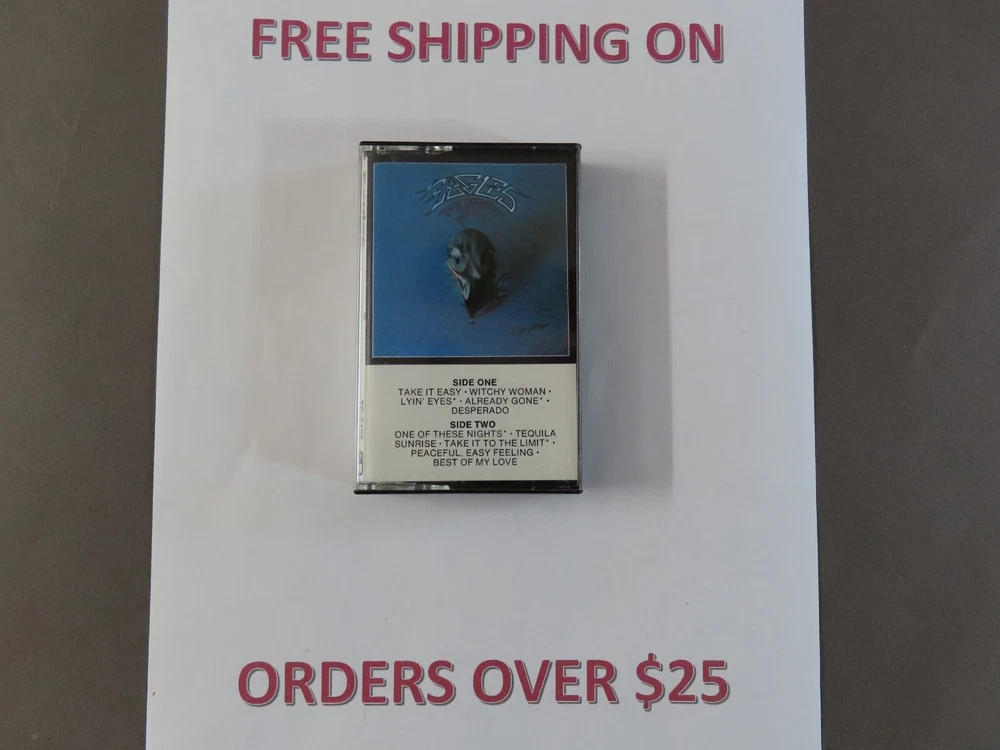 FREE SHIPPING ON
EAGLES
SIDE ONE
TAKE IT EASY • WITCHY WOMAN •
LYIN' EYES* • ALREADY GONE* •
DESPERADO
SIDE TWO
ONE OF THESE NIGHTS* • TEQUILA
SUNRISE • TAKE IT TO THE LIMIT* •
PEACEFUL, EASY FEELING •
BEST OF MY LOVE
ORDERS OVER $25